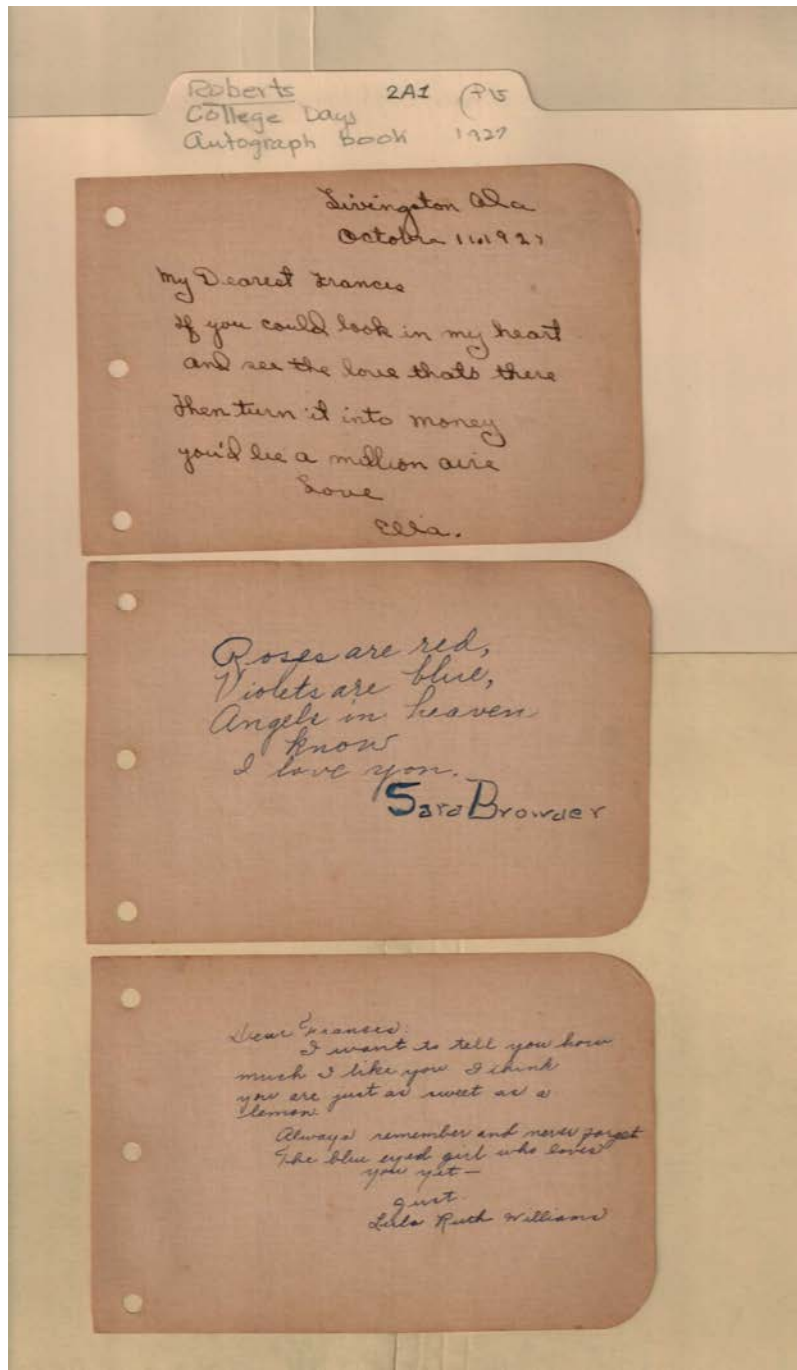 Roberts 2A1
College Days
Autograph book 1927
Livingston Ala
October 11, 1927
My Dearest Frances
If you could look in my heart
and see the love thats there
Then turn it into money
you'd be a million aire
Love
Ella.
Roses are red,
Violets are blue,
Angels in heaven
know
I love you.
Sara Browder
Dear Frances:
I want to tell you how
much I like you I think
you are just as sweet as a
lemon
Always remember and never forget
The blue eyed girl who loves
you yet —
Just
Lula Ruth Williams